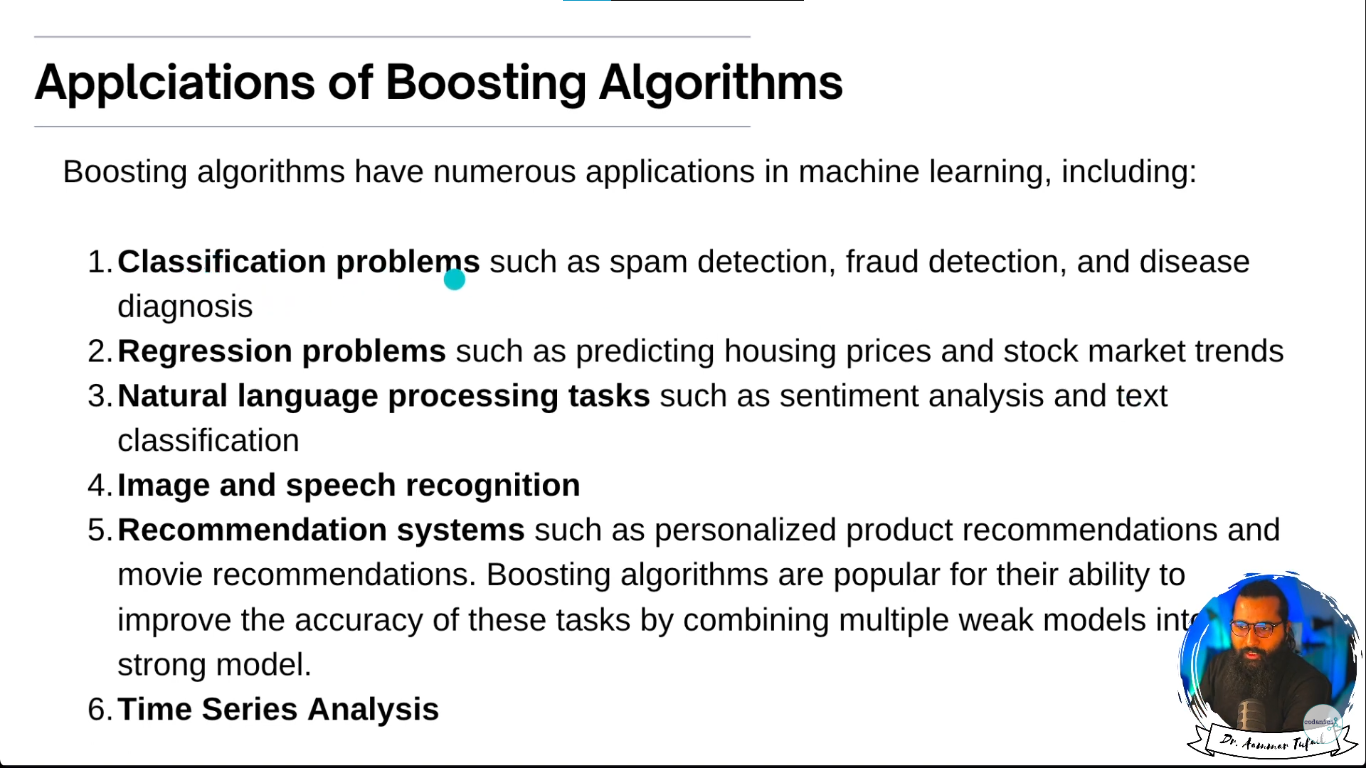 Applciations of Boosting Algorithms
Boosting algorithms have numerous applications in machine learning, including:
1. Classification problems such as spam detection, fraud detection, and disease
diagnosis
2. Regression problems such as predicting housing prices and stock market trends
3. Natural language processing tasks such as sentiment analysis and text
classification
4. Image and speech recognition
5. Recommendation systems such as personalized product recommendations and
movie recommendations. Boosting algorithms are popular for their ability to
improve the accuracy of these tasks by combining multiple weak models
strong model.
6. Time Series Analysis
Dr. Aammar